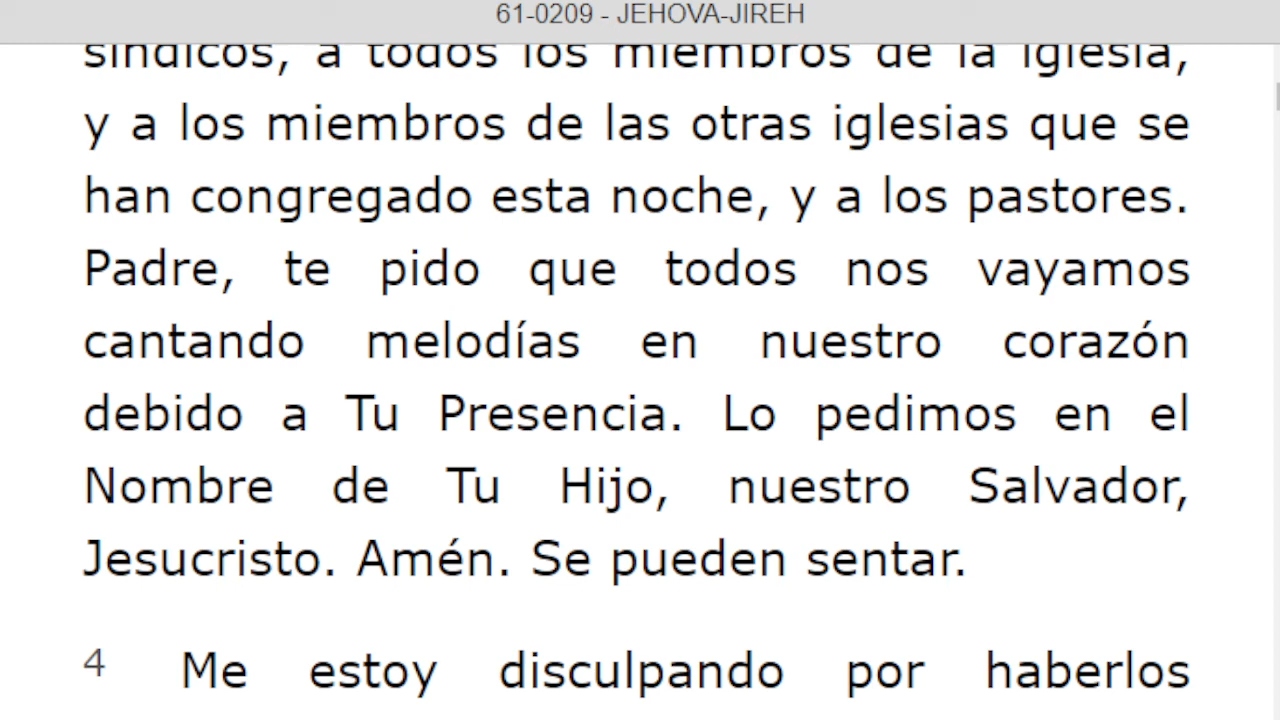 61-0209 - JEHOVA-JIREH
síndicos, a todos los miembros de la iglesia,
y a los miembros de las otras iglesias que se
han congregado esta noche, y a los pastores.
Padre, te pido que todos nos vayamos
cantando melodías en nuestro corazón
debido a Tu Presencia. Lo pedimos en el
Nombre de Tu Hijo, nuestro Salvador,
Jesucristo. Amén. Se pueden sentar.
4 Me estoy disculpando por haberlos